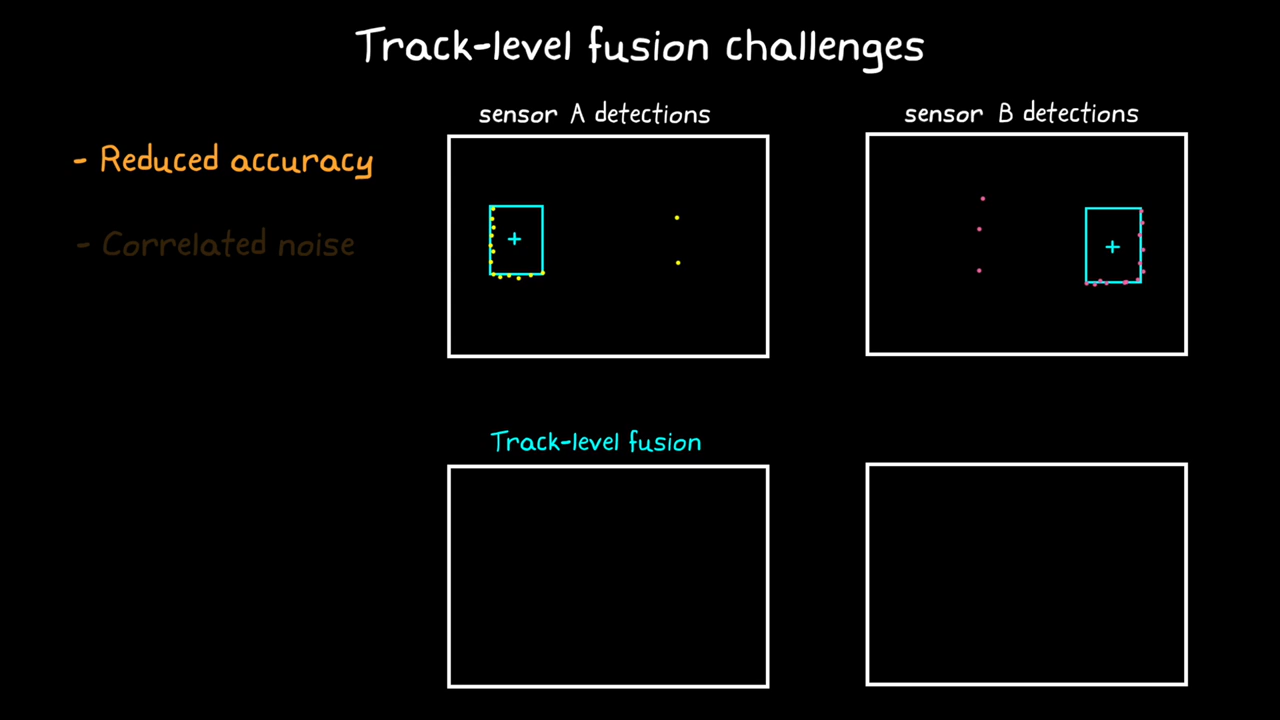 Track-level fusion challenges
sensor A detections
sensor B detections
- Reduced accuracy
- Correlated noise
Track-level fusion